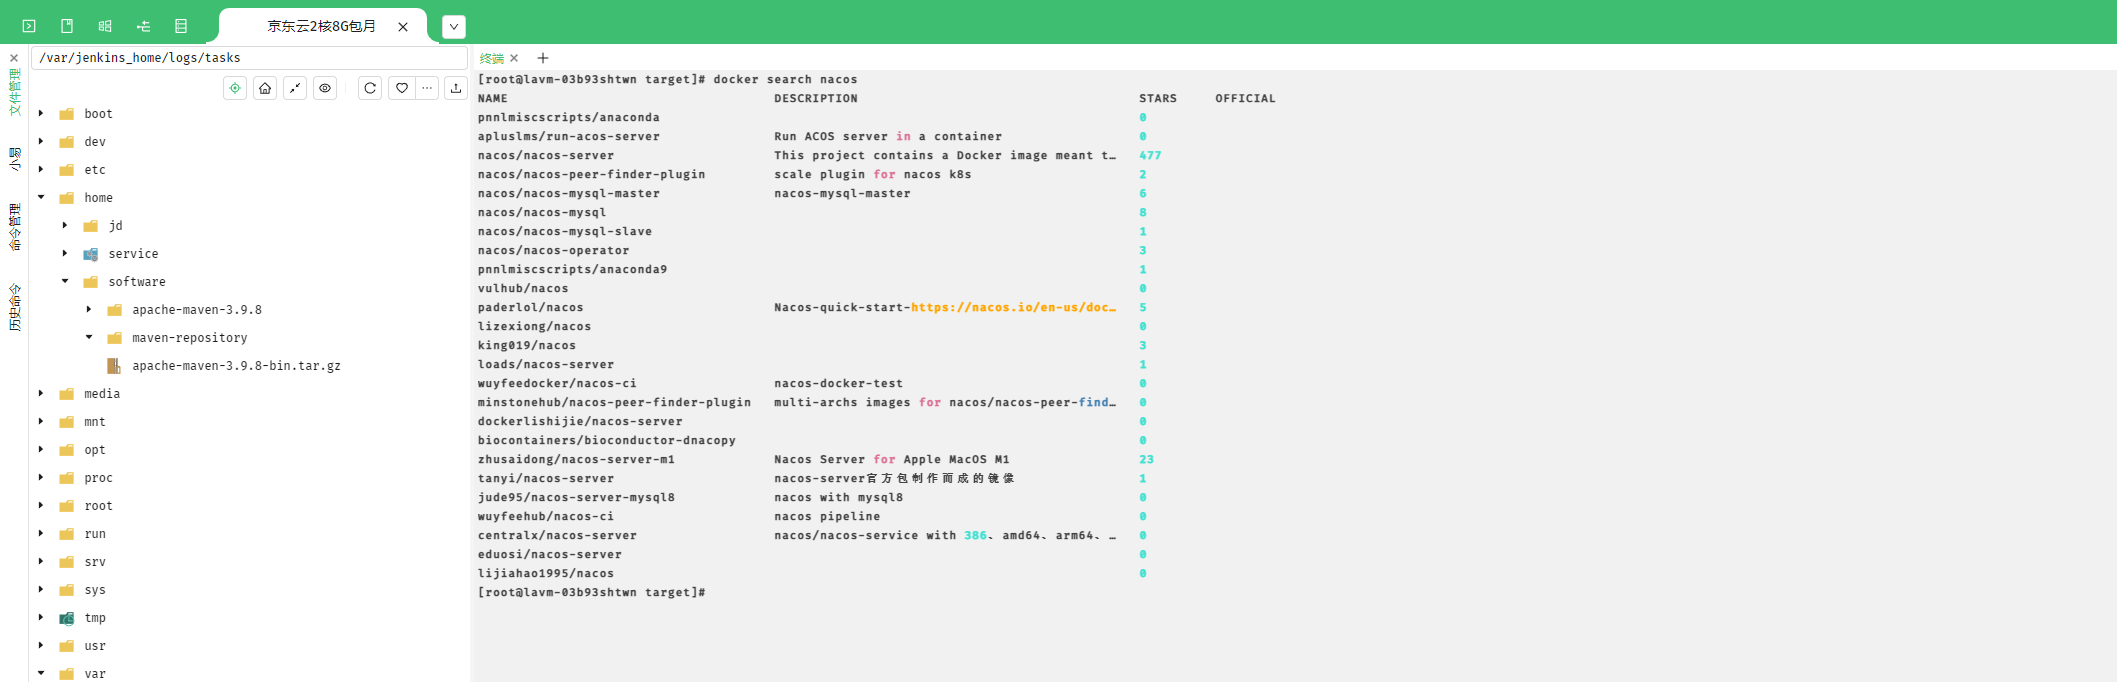 京东云2核8G包月
文件管理
小易
命令管理
历史命令
/var/jenkins_home/logs/tasks
boot
dev
etc
home
jd
service
software
apache-maven-3.9.8
maven-repository
apache-maven-3.9.8-bin.tar.gz
media
mnt
opt
proc
root
run
srv
sys
tmp
usr
var
终端
[root@lavm-03b93shtwn target]# docker search nacos
NAME DESCRIPTION STARS OFFICIAL
pnnlmiscscripts/anaconda 0
apluslms/run-acos-server Run ACOS server in a container 0
nacos/nacos-server This project contains a Docker image meant t… 477
nacos/nacos-peer-finder-plugin scale plugin for nacos k8s 2
nacos/nacos-mysql-master nacos-mysql-master 6
nacos/nacos-mysql 8
nacos/nacos-mysql-slave 1
nacos/nacos-operator 3
pnnlmiscscripts/anaconda9 1
vulhub/nacos 0
paderlol/nacos Nacos-quick-start-https://nacos.io/en-us/doc… 5
lizexiong/nacos 0
king019/nacos 3
loads/nacos-server 1
wuyfeedocker/nacos-ci nacos-docker-test 0
minstonehub/nacos-peer-finder-plugin multi-archs images for nacos/nacos-peer-find… 0
dockerlishijie/nacos-server 0
biocontainers/bioconductor-dnacopy 0
zhusaidong/nacos-server-m1 Nacos Server for Apple MacOS M1 23
tanyi/nacos-server nacos-server官方包制作而成的镜像 1
jude95/nacos-server-mysql8 nacos with mysql8 0
wuyfeehub/nacos-ci nacos pipeline 0
centralx/nacos-server nacos/nacos-service with 386、amd64、arm64、… 0
eduosi/nacos-server 0
lijiahao1995/nacos 0
[root@lavm-03b93shtwn target]#